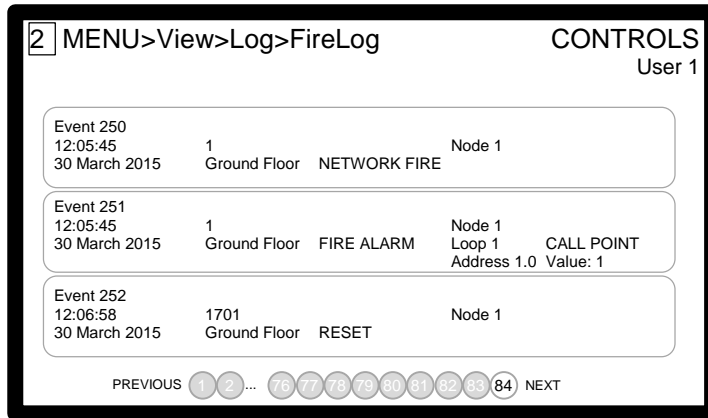 2 MENU>View>Log>FireLog CONTROLS
User 1
Event 250
12:05:45 1 Node 1
30 March 2015 Ground Floor NETWORK FIRE
Event 251
12:05:45 1 Node 1
30 March 2015 Ground Floor FIRE ALARM Loop 1 CALL POINT
Address 1.0 Value: 1
Event 252
12:06:58 1701 Node 1
30 March 2015 Ground Floor RESET
PREVIOUS 1 2 ... 76 77 78 79 80 81 82 83 84 NEXT